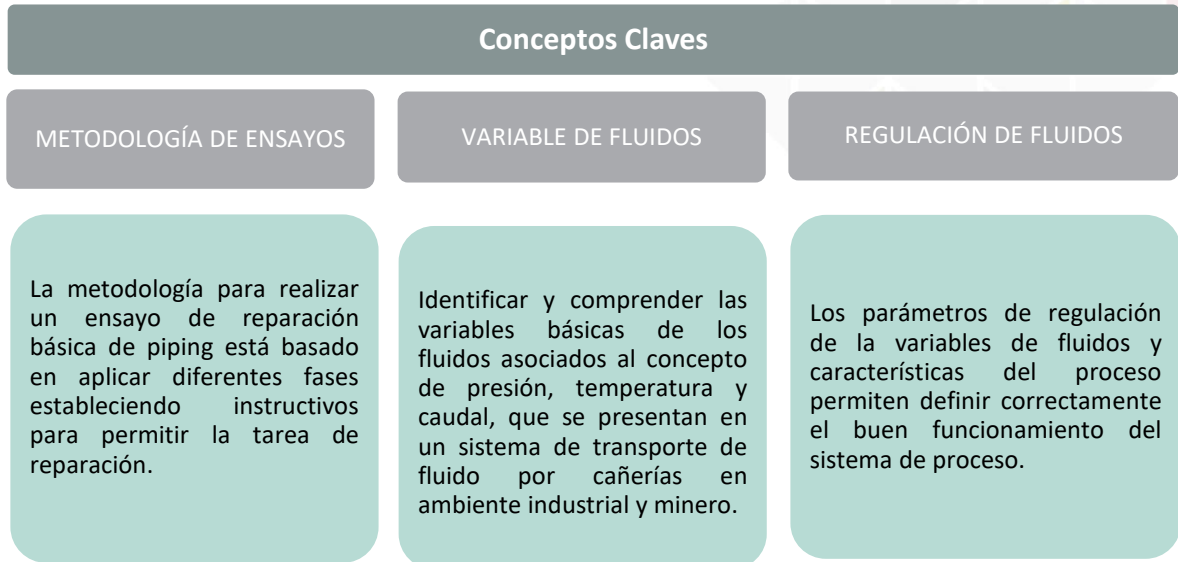 Conceptos Claves
METODOLOGÍA DE ENSAYOS
VARIABLE DE FLUIDOS
REGULACIÓN DE FLUIDOS
La metodología para realizar
un ensayo de reparación
básica de piping está basado
en aplicar diferentes fases
estableciendo instructivos
para permitir la tarea de
reparación.
Identificar y comprender las
variables básicas de los
fluidos asociados al concepto
de presión, temperatura y
caudal, que se presentan en
un sistema de transporte de
fluido por cañerías en
ambiente industrial y minero.
Los parámetros de regulación
de la variables de fluidos y
características del proceso
permiten definir correctamente
el buen funcionamiento del
sistema de proceso.